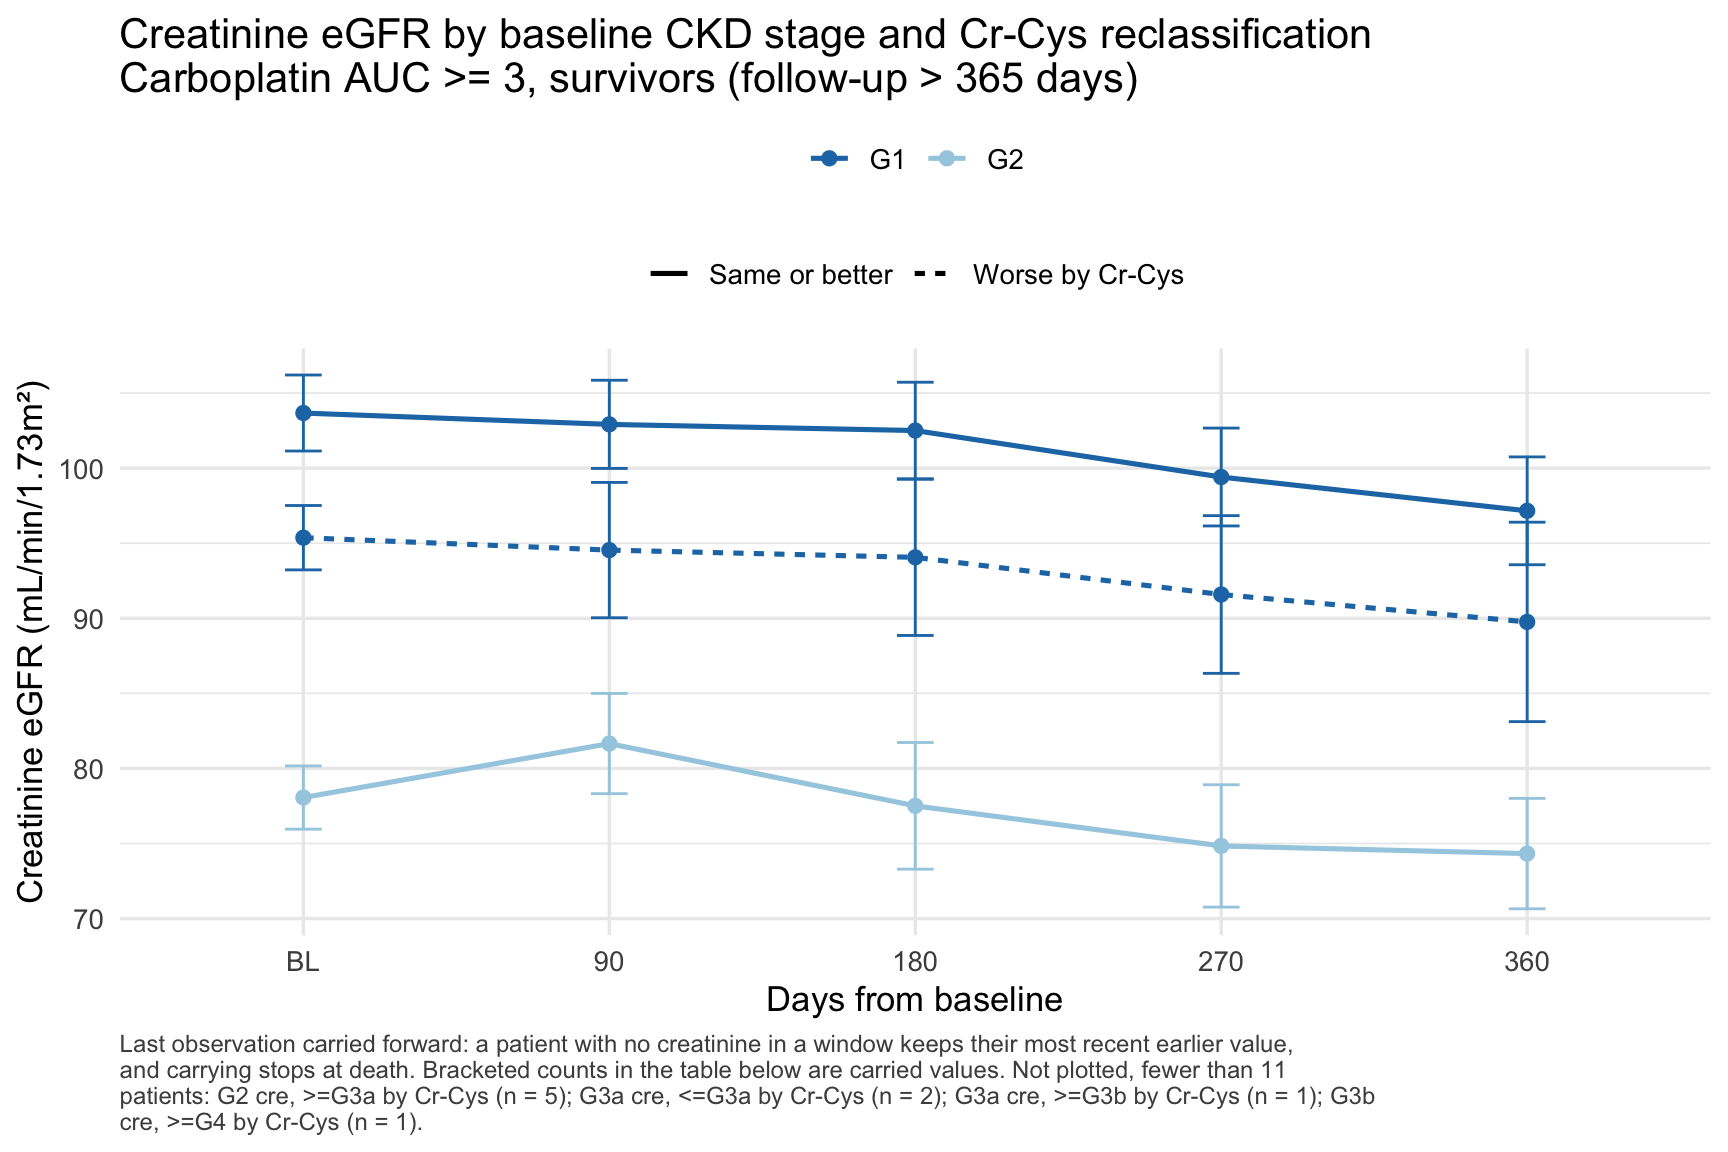 Creatinine eGFR by baseline CKD stage and Cr-Cys reclassification
Carboplatin AUC >= 3, survivors (follow-up > 365 days)
G1 G2
Same or better Worse by Cr-Cys
Creatinine eGFR (mL/min/1.73m²)
100
90
80
70
BL 90 180 270 360
Days from baseline
Last observation carried forward: a patient with no creatinine in a window keeps their most recent earlier value,
and carrying stops at death. Bracketed counts in the table below are carried values. Not plotted, fewer than 11
patients: G2 cre, >=G3a by Cr-Cys (n = 5); G3a cre, <=G3a by Cr-Cys (n = 2); G3a cre, >=G3b by Cr-Cys (n = 1); G3b
cre, >=G4 by Cr-Cys (n = 1).